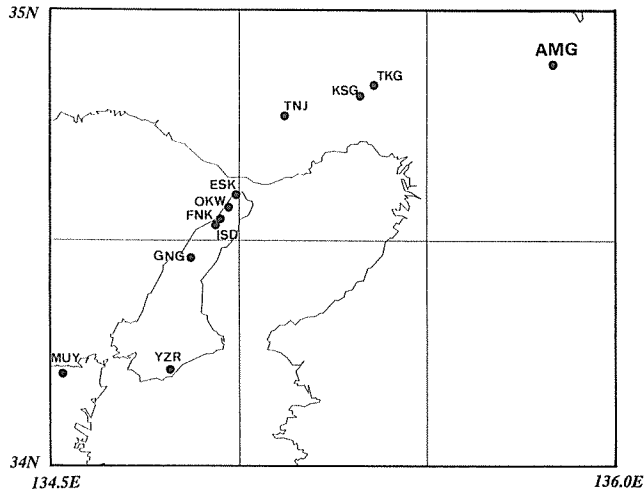 35N
AMG
TKG
KSG
TNJ
ESK
OKW
FNK
ISD
GNG
MUY
YZR
34N
134.5E
136.0E